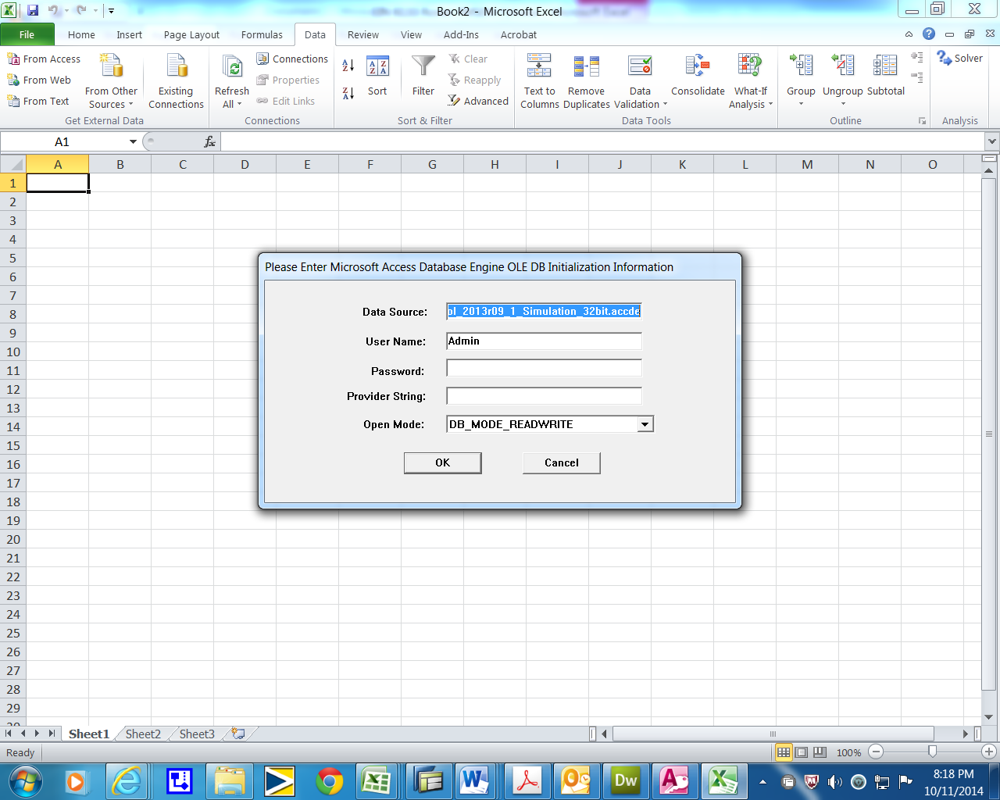 Book2 - Microsoft Excel
File Home Insert Page Layout Formulas Data Review View Add-Ins Acrobat
From Access
From Web
From Text
From Other Sources
Existing Connections
Get External Data
Refresh All
Connections
Properties
Edit Links
Connections
Sort
Filter
Clear
Reapply
Advanced
Sort & Filter
Text to Columns
Remove Duplicates
Data Validation
Consolidate
What-If Analysis
Data Tools
Group
Ungroup
Subtotal
Outline
Solver
Analysis
A1
fx
A B C D E F G H I J K L M N O
1
2
3
4
5
6
7
8
9
10
11
12
13
14
15
16
17
18
19
20
21
22
23
24
25
26
27
28
29
Please Enter Microsoft Access Database Engine OLE DB Initialization Information
Data Source: ol_2013r09_1_Simulation_32bit.accde
User Name: Admin
Password:
Provider String:
Open Mode: DB_MODE_READWRITE
OK Cancel
Sheet1 Sheet2 Sheet3
Ready
100%
Dw
8:18 PM
10/11/2014